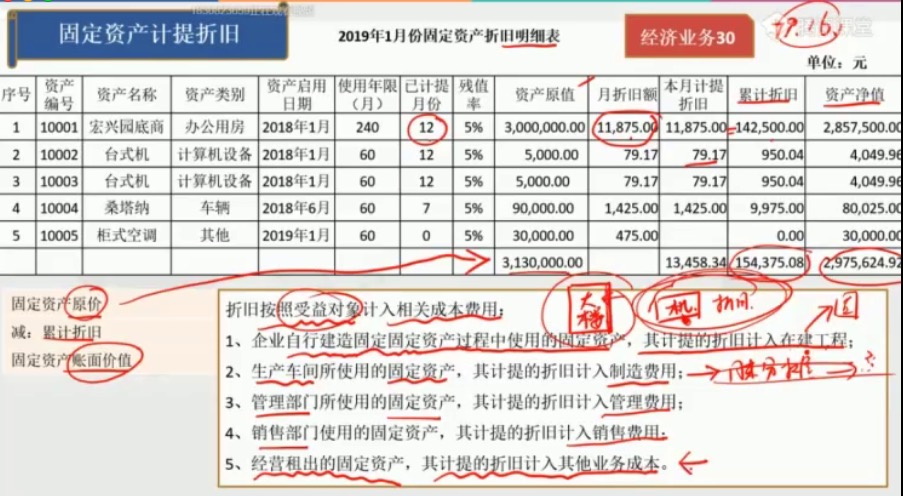 固定资产计提折旧
2019年1月份固定资产折旧明细表
经济业务30
单位：元
序号 资产编号 资产名称 资产类别 资产启用日期 使用年限（月） 已计提月份 残值率 资产原值 月折旧额 本月计提折旧 累计折旧 资产净值
1 10001 宏兴园底商 办公用房 2018年1月 240 12 5% 3,000,000.00 11,875.00 11,875.00 142,500.00 2,857,500.00
2 10002 台式机 计算机设备 2018年1月 60 12 5% 5,000.00 79.17 79.17 950.04 4,049.96
3 10003 台式机 计算机设备 2018年1月 60 12 5% 5,000.00 79.17 79.17 950.04 4,049.96
4 10004 桑塔纳 车辆 2018年6月 60 7 5% 90,000.00 1,425.00 1,425.00 9,975.00 80,025.00
5 10005 柜式空调 其他 2019年1月 60 0 5% 30,000.00 475.00 0.00 30,000.00
3,130,000.00 13,458.34 154,375.08 2,975,624.92
固定资产原价
减：累计折旧
固定资产账面价值
大楼
折旧
折旧按照受益对象计入相关成本费用：
1、企业自行建造固定固定资产过程中使用的固定资产，其计提的折旧计入在建工程；
2、生产车间所使用的固定资产，其计提的折旧计入制造费用；
3、管理部门所使用的固定资产，其计提的折旧计入管理费用；
4、销售部门使用的固定资产，其计提的折旧计入销售费用；
5、经营租出的固定资产，其计提的折旧计入其他业务成本。